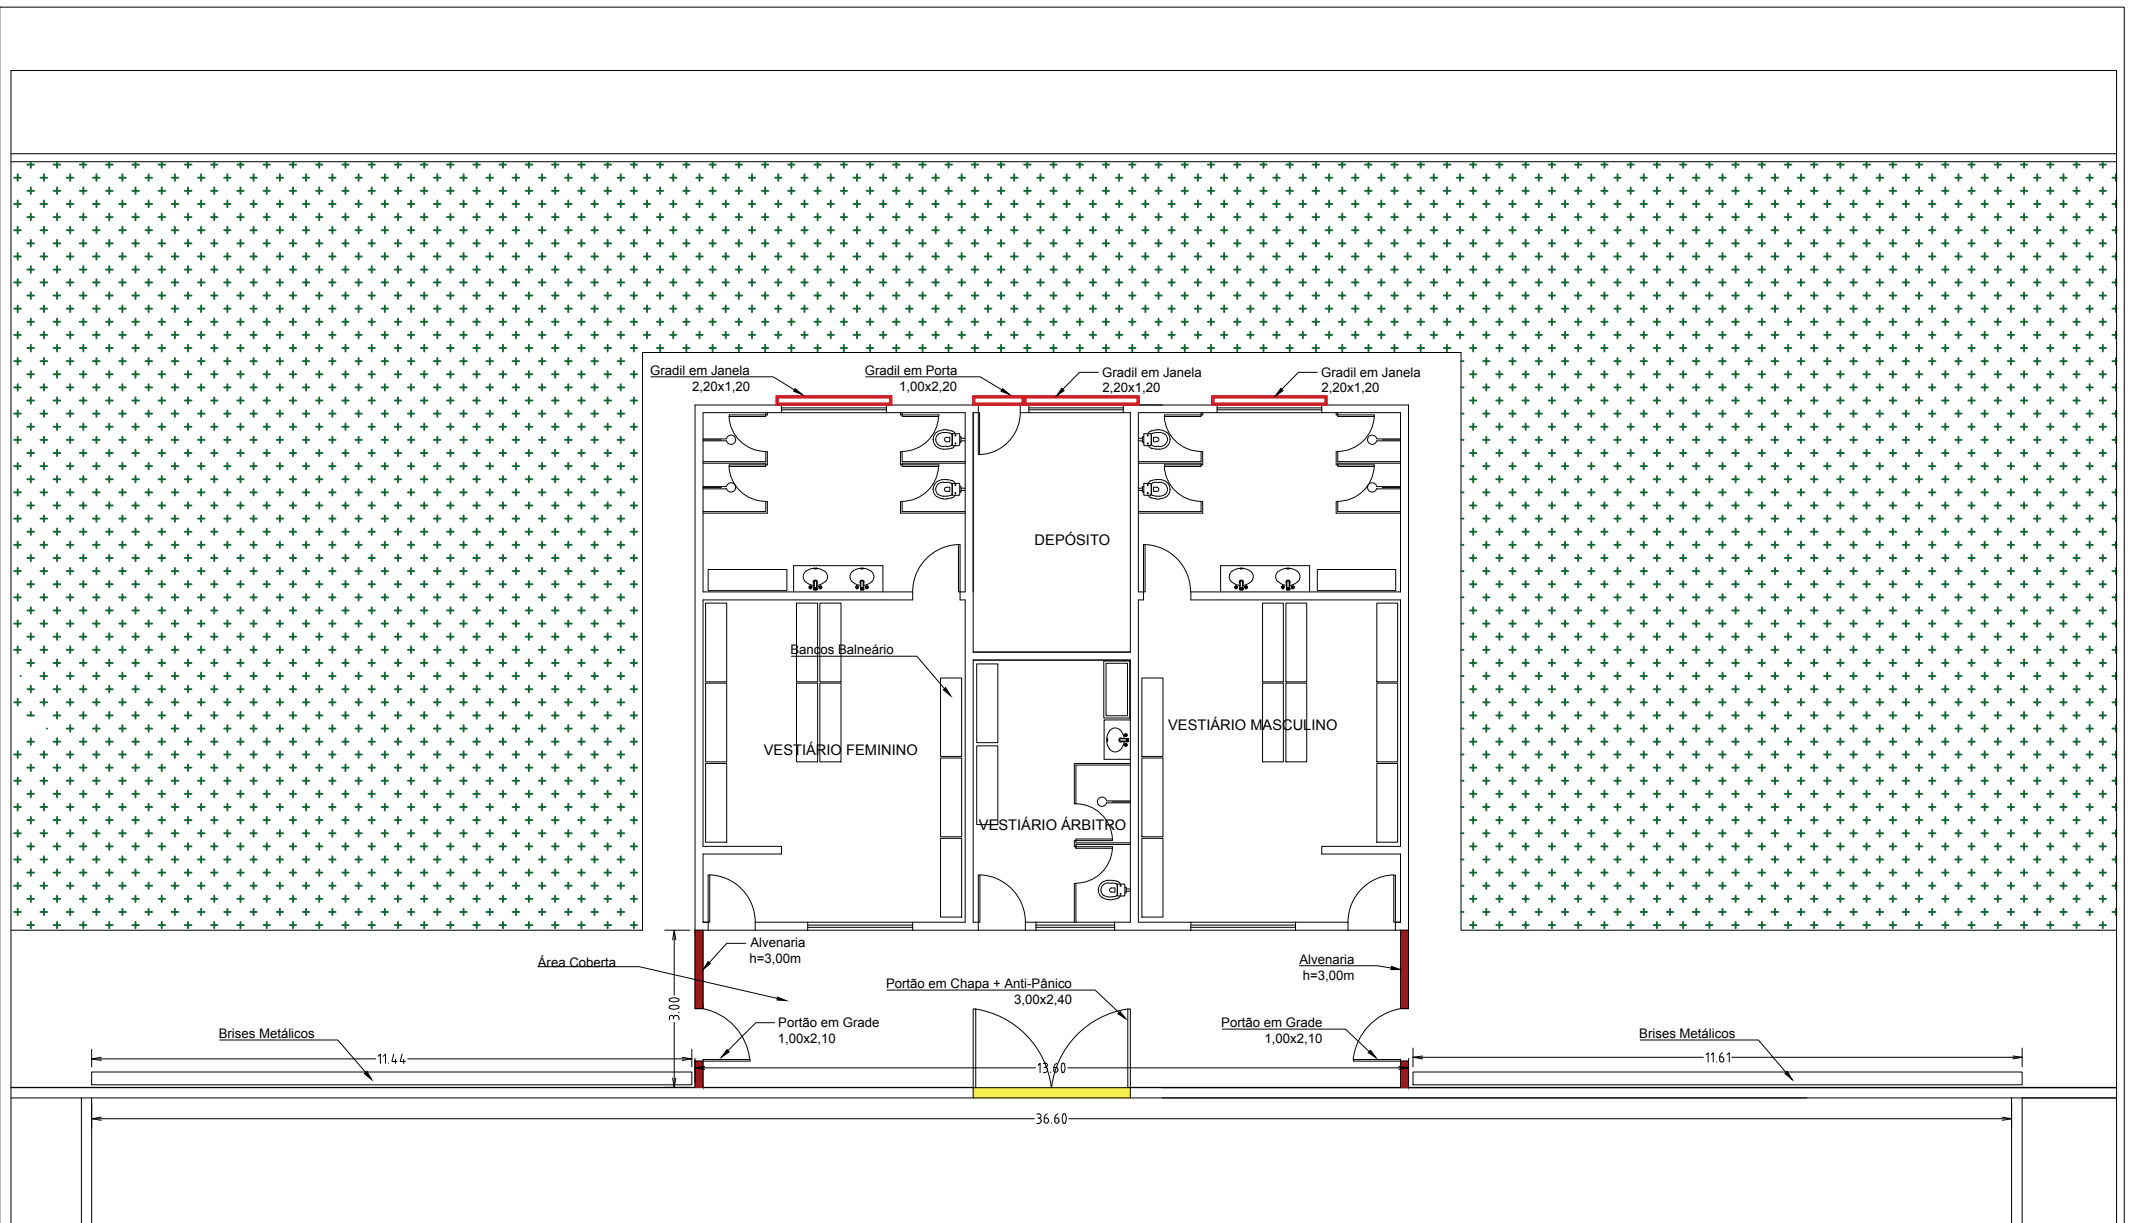 Gradil em Janela
2,20x1,20
Gradil em Porta
1,00x2,20
Gradil em Janela
2,20x1,20
Gradil em Janela
2,20x1,20
DEPÓSITO
Bancos Balneário
VESTIÁRIO FEMININO
VESTIÁRIO MASCULINO
VESTIÁRIO ÁRBITRO
Alvenaria
h=3,00m
Área Coberta
Alvenaria
h=3,00m
Portão em Chapa + Anti-Pânico
3,00x2,40
3.00
Portão em Grade
1,00x2,10
Portão em Grade
1,00x2,10
Brises Metálicos
Brises Metálicos
11.44
11.61
13.60
36.60